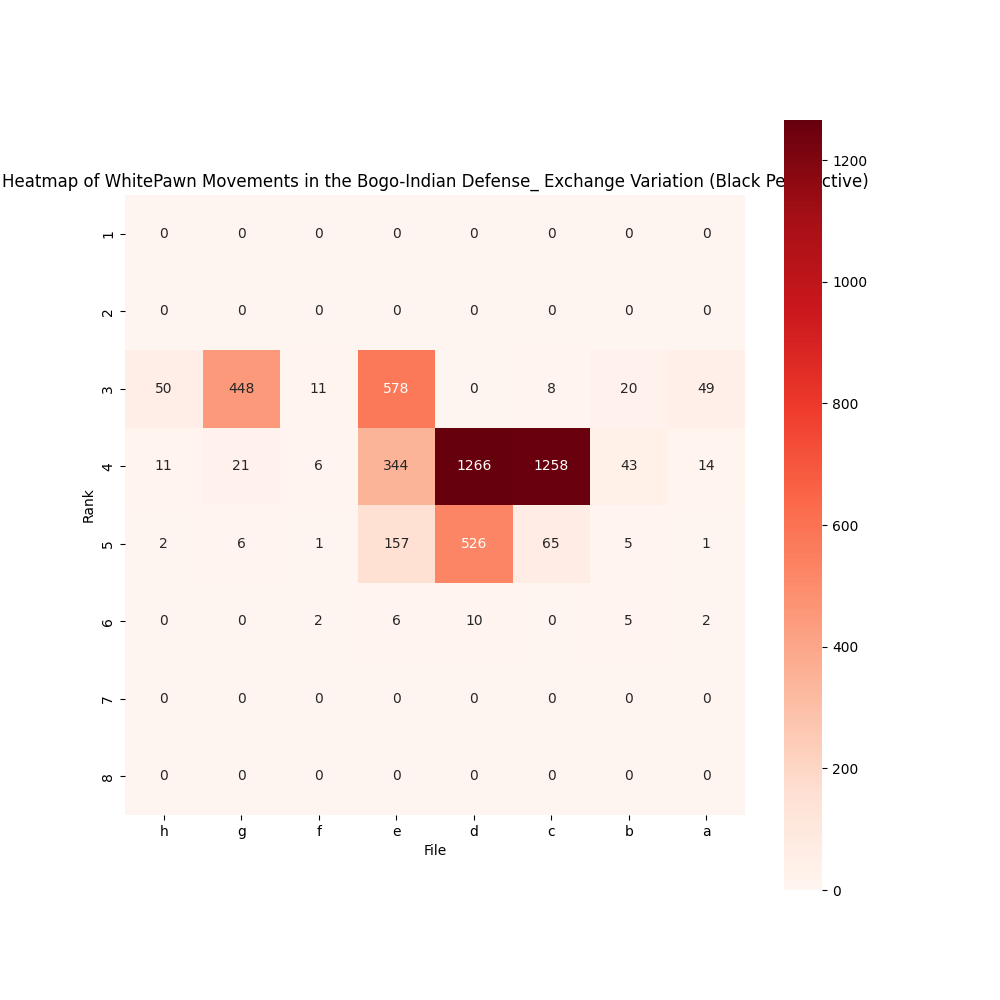 Heatmap of WhitePawn Movements in the Bogo-Indian Defense_ Exchange Variation (Black Pe ctive)
1200
1 0 0 0 0 0 0 0 0
1000
2 0 0 0 0 0 0 0 0
3 50 448 11 578 0 8 20 49
800
4 11 21 6 344 1266 1258 43 14
Rank
600
5 2 6 1 157 526 65 5 1
6 0 0 2 6 10 0 5 2
400
7 0 0 0 0 0 0 0 0
200
8 0 0 0 0 0 0 0 0
h g f e d c b a
File
0